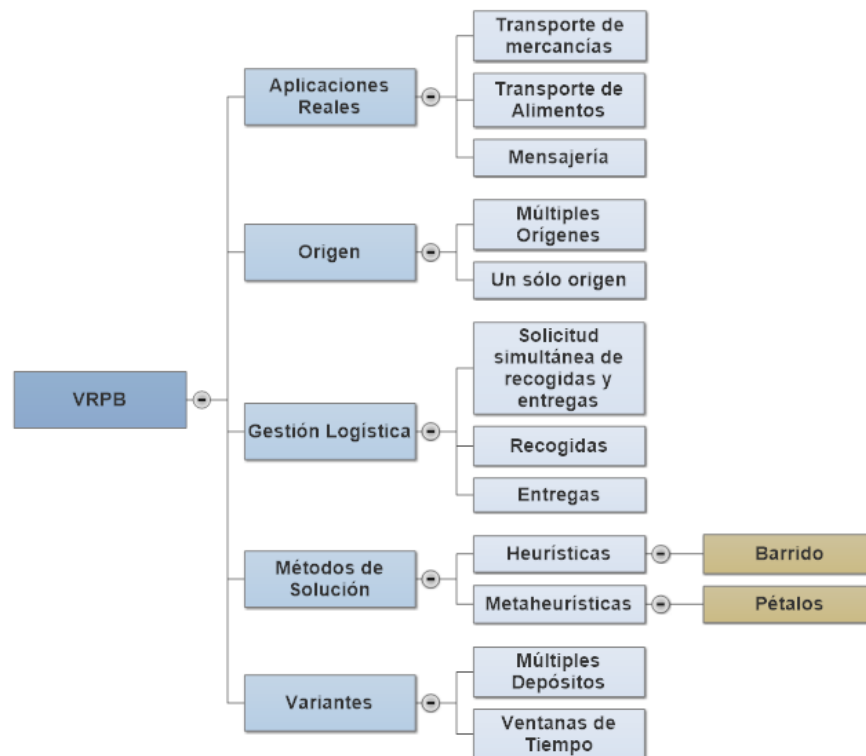 VRPB
Aplicaciones
Reales
Transporte de
mercancías
Transporte de
Alimentos
Mensajería
Origen
Múltiples
Orígenes
Un sólo origen
Gestión Logística
Solicitud
simultánea de
recogidas y
entregas
Recogidas
Entregas
Métodos de
Solución
Heurísticas
Barrido
Metaheurísticas
Pétalos
Variantes
Múltiples
Depósitos
Ventanas de
Tiempo